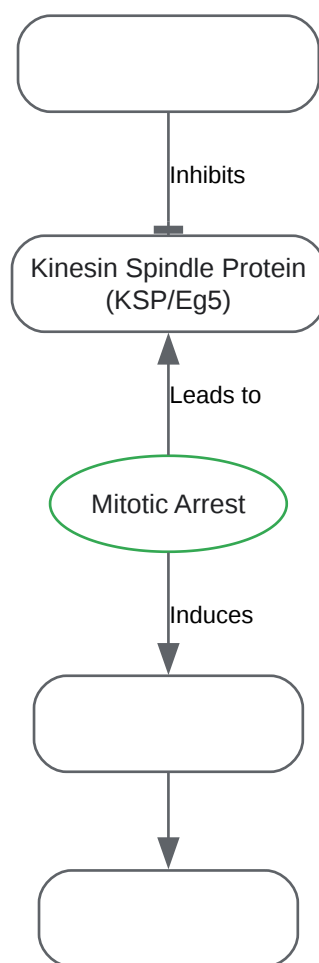 Inhibits
Kinesin Spindle Protein
(KSP/Eg5)
Leads to
Mitotic Arrest
Induces